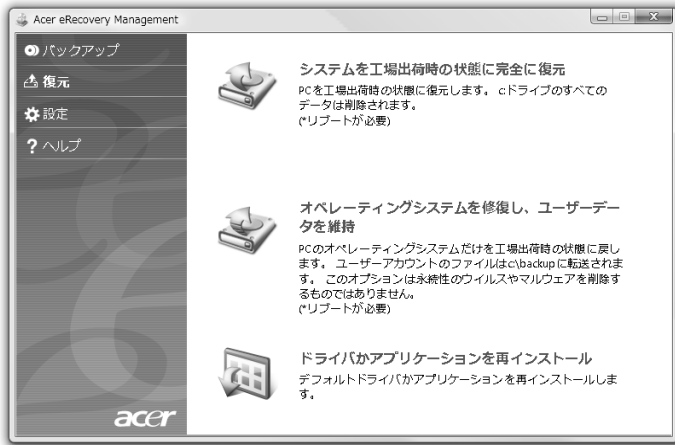 Acer eRecovery Management
バックアップ
復元
設定
? ヘルプ
システムを工場出荷時の状態に完全に復元
PCを工場出荷時の状態に復元します。 c:ドライブのすべての
データは削除されます。
(*リブートが必要)
オペレーティングシステムを修復し、ユーザーデー
タを維持
PCのオペレーティングシステムだけを工場出荷時の状態に戻し
ます。 ユーザーアカウントのファイルはc:\backupに転送されま
す。 このオプションは永続性のウイルスやマルウェアを削除す
るものではありません。
(*リブートが必要)
ドライバかアプリケーションを再インストール
デフォルトドライバかアプリケーションを再インストールしま
す。
acer